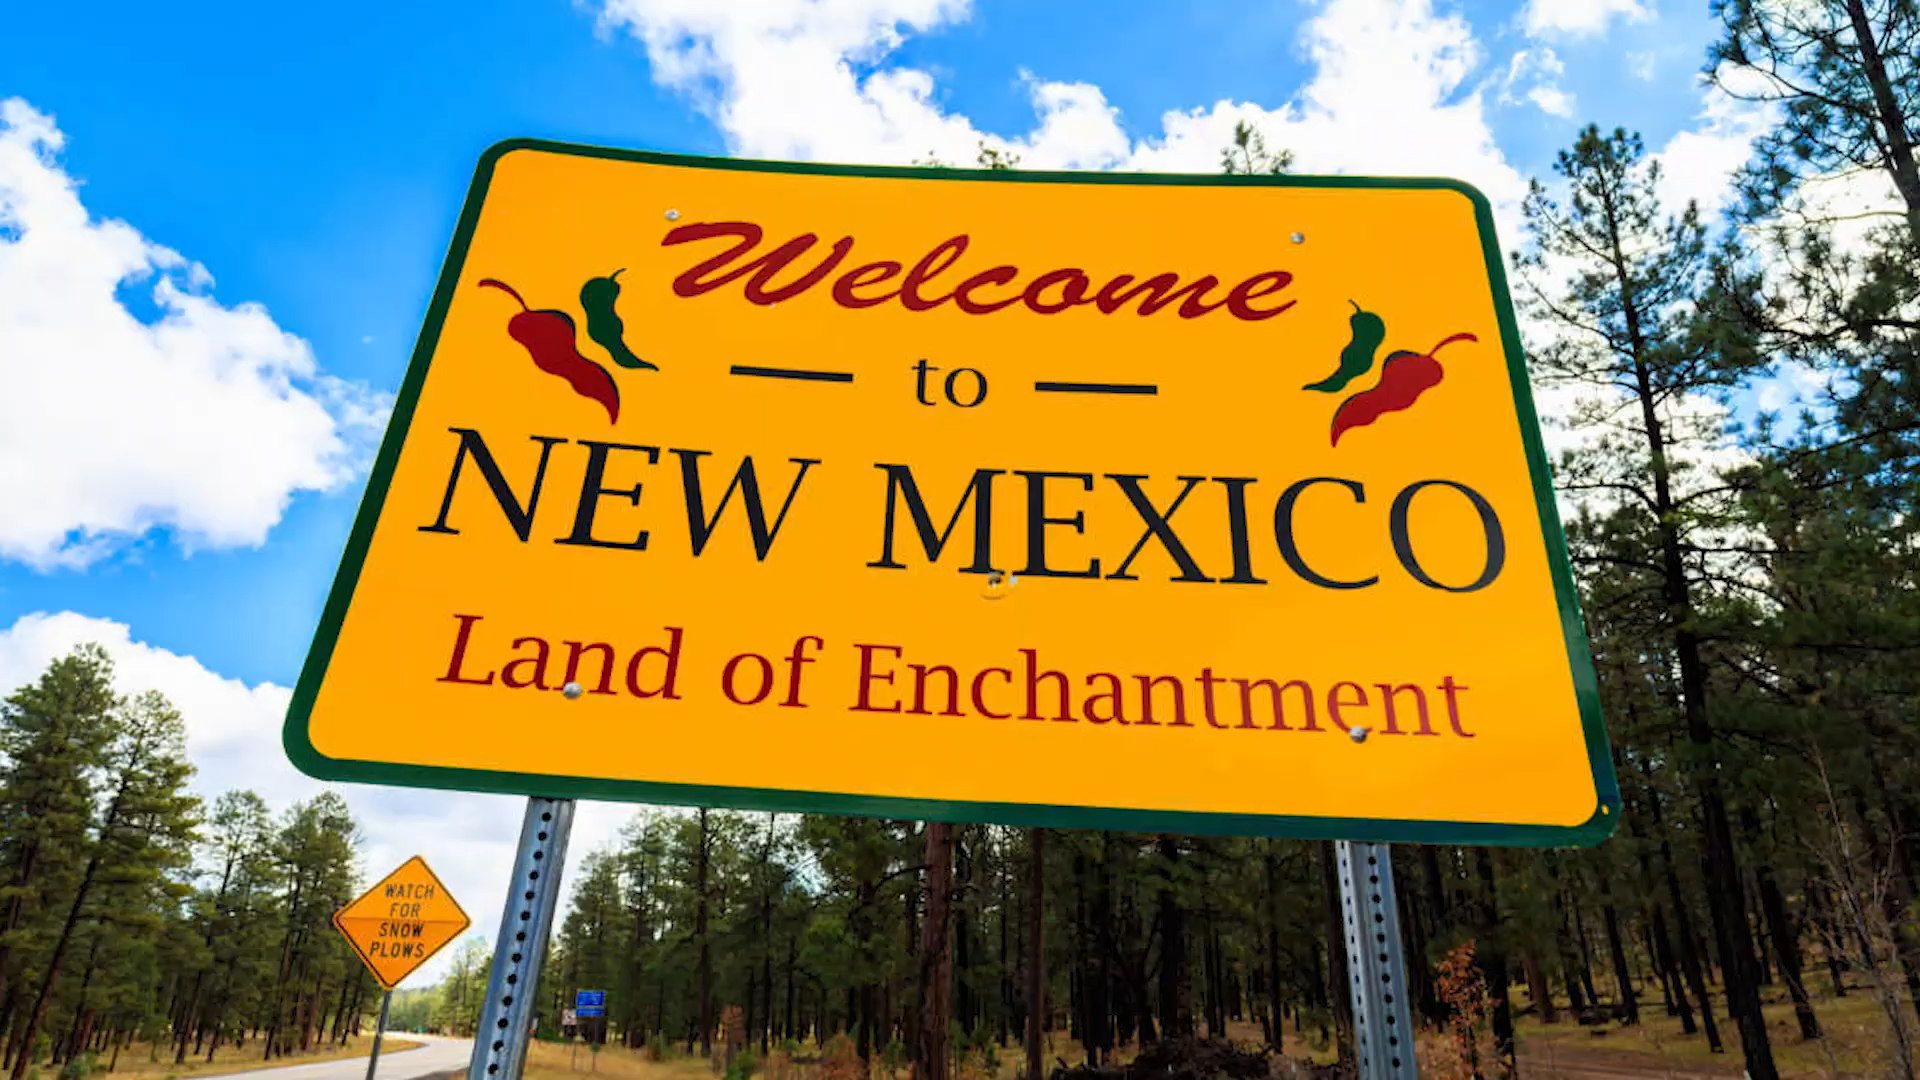 Welcome
to
NEW MEXICO
Land of Enchantment
WATCH
FOR
SNOW
PLOWS